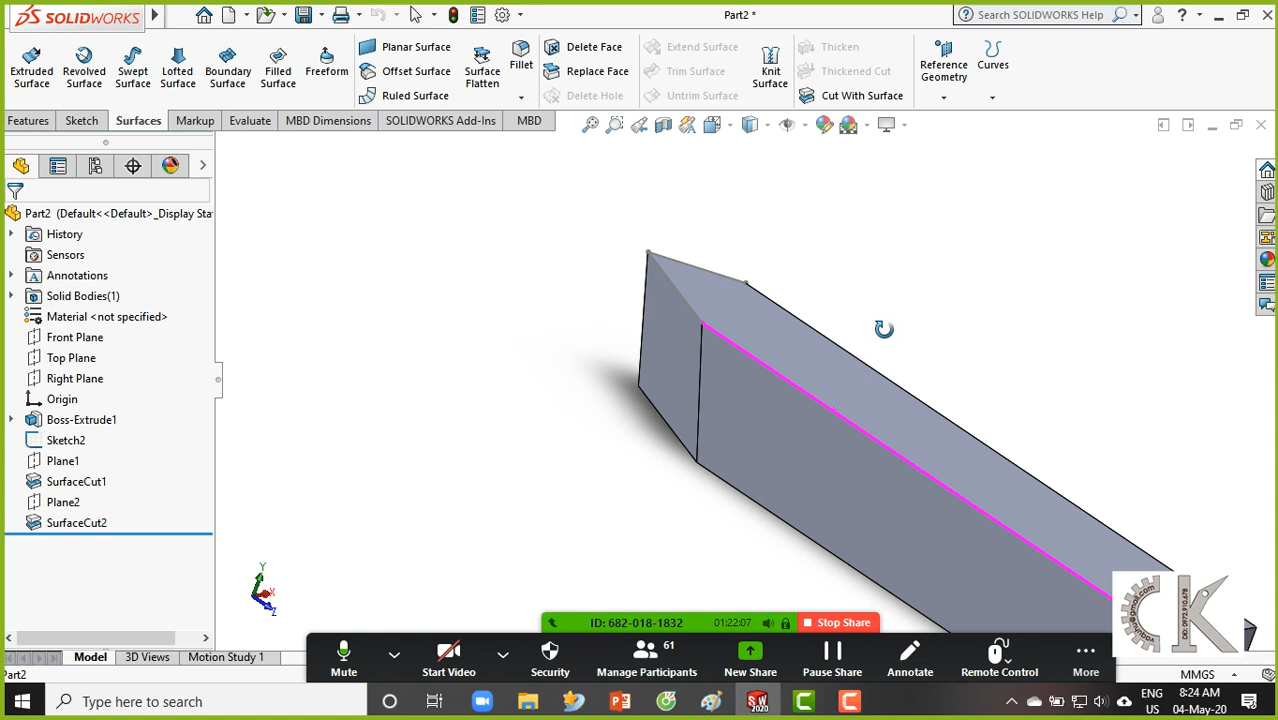 SOLIDWORKS
Part2 *
Search SOLIDWORKS Help
Extruded Surface
Revolved Surface
Swept Surface
Lofted Surface
Boundary Surface
Filled Surface
Freeform
Planar Surface
Offset Surface
Ruled Surface
Surface Flatten
Fillet
Delete Face
Replace Face
Delete Hole
Extend Surface
Trim Surface
Untrim Surface
Knit Surface
Thicken
Thickened Cut
Cut With Surface
Reference Geometry
Curves
Features
Sketch
Surfaces
Markup
Evaluate
MBD Dimensions
SOLIDWORKS Add-Ins
MBD
Part2 (Default<<Default>_Display Sta
History
Sensors
Annotations
Solid Bodies(1)
Material <not specified>
Front Plane
Top Plane
Right Plane
Origin
Boss-Extrude1
Sketch2
Plane1
SurfaceCut1
Plane2
SurfaceCut2
Y
X
Z
ID: 682-018-1832
01:22:07
Stop Share
Model
3D Views
Motion Study 1
Mute
Start Video
Security
61
Manage Participants
New Share
Pause Share
Annotate
Remote Control
More
Part2
MMGS
CK
DĐ: 0972.910.678
Type here to search
SW
2020
ENG
US
8:24 AM
04-May-20